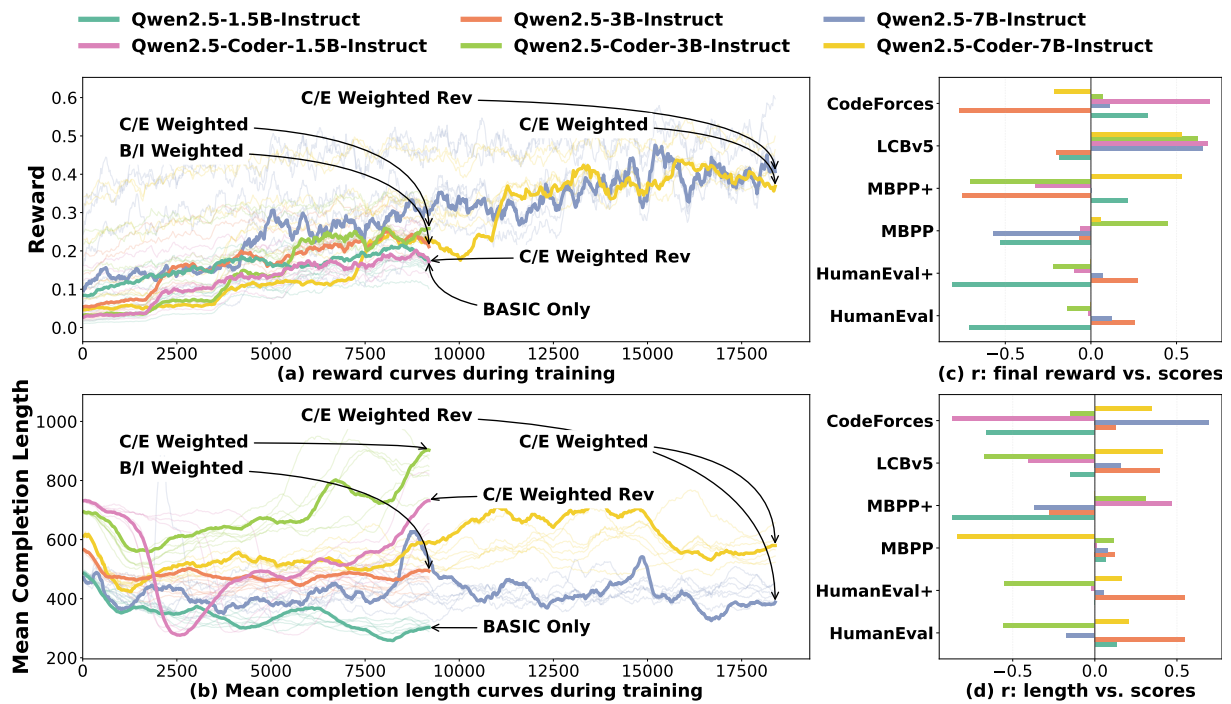 Qwen2.5-1.5B-Instruct Qwen2.5-3B-Instruct Qwen2.5-7B-Instruct
Qwen2.5-Coder-1.5B-Instruct Qwen2.5-Coder-3B-Instruct Qwen2.5-Coder-7B-Instruct
Reward
0.6
0.5
0.4
0.3
0.2
0.1
0.0
C/E Weighted Rev
C/E Weighted
C/E Weighted
B/I Weighted
C/E Weighted Rev
BASIC Only
0 2500 5000 7500 10000 12500 15000 17500
(a) reward curves during training
CodeForces
LCBv5
MBPP+
MBPP
HumanEval+
HumanEval
−0.5 0.0 0.5
(c) r: final reward vs. scores
Mean Completion Length
1000
800
600
400
200
C/E Weighted Rev
C/E Weighted
C/E Weighted
B/I Weighted
C/E Weighted Rev
BASIC Only
0 2500 5000 7500 10000 12500 15000 17500
(b) Mean completion length curves during training
CodeForces
LCBv5
MBPP+
MBPP
HumanEval+
HumanEval
−0.5 0.0 0.5
(d) r: length vs. scores